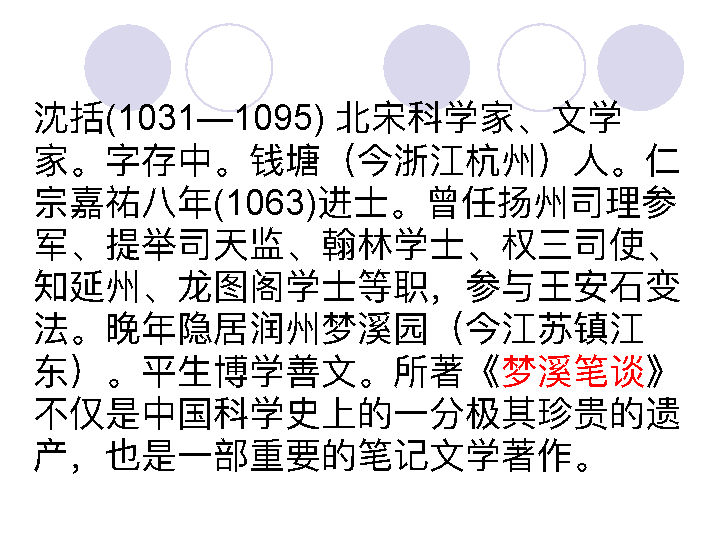 沈括(1031—1095) 北宋科学家、文学
家。字存中。钱塘（今浙江杭州）人。仁
宗嘉祐八年(1063)进士。曾任扬州司理参
军、提举司天监、翰林学士、权三司使、
知延州、龙图阁学士等职，参与王安石变
法。晚年隐居润州梦溪园（今江苏镇江
东）。平生博学善文。所著《梦溪笔谈》
不仅是中国科学史上的一分极其珍贵的遗
产，也是一部重要的笔记文学著作。